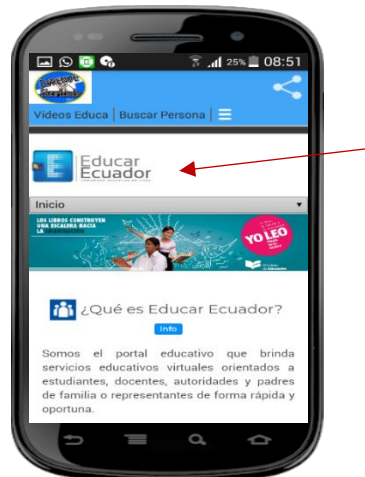 25% 08:51
Vídeos Educa | Buscar Persona |
Educar
Ecuador
Inicio
LOS LIBROS CONSTRUYEN
UNA ESCALERA HACIA
LA
YO LEO
¿Qué es Educar Ecuador?
Info
Somos el portal educativo que brinda
servicios educativos virtuales orientados a
estudiantes, docentes, autoridades y padres
de familia o representantes de forma rápida y
oportuna.